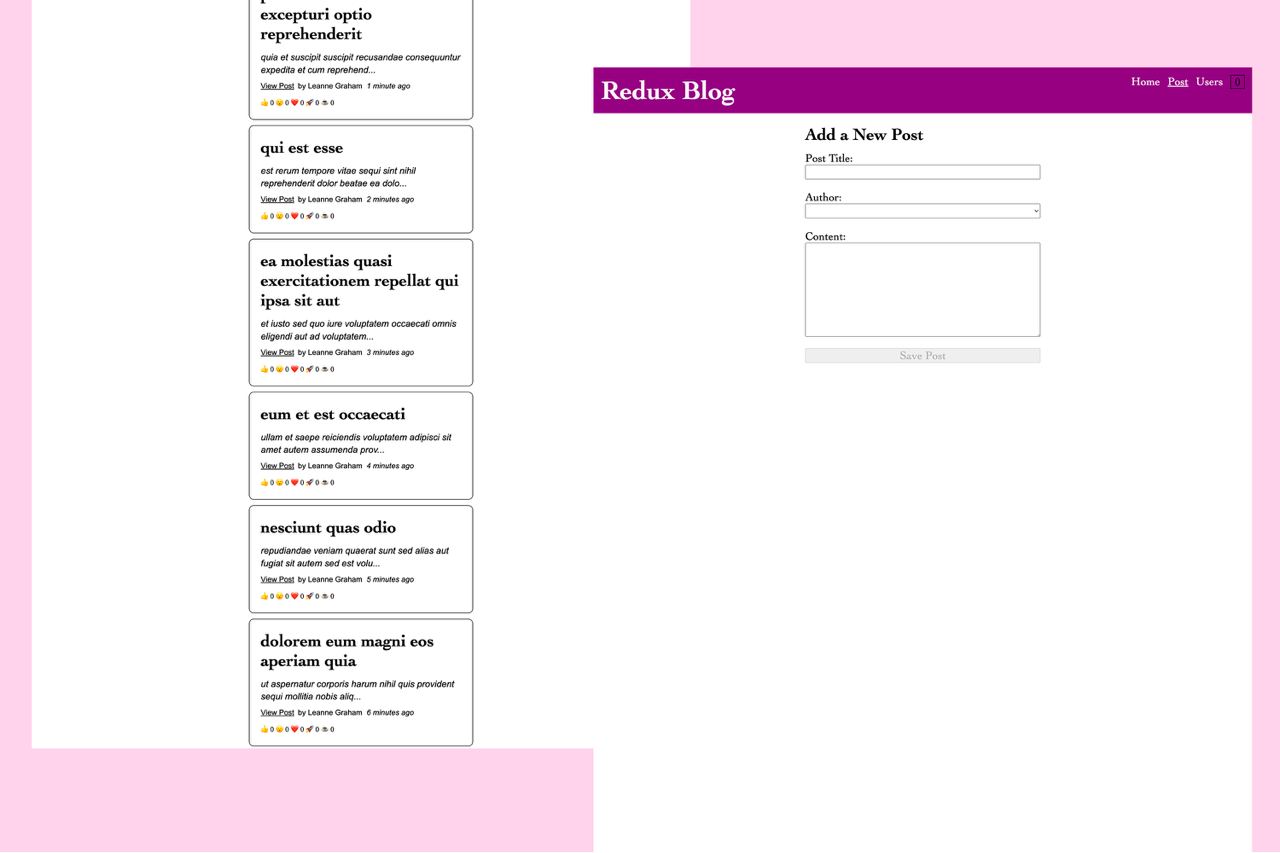 excepturi optio
reprehenderit
quia et suscipit suscipit recusandae consequuntur
expedita et cum reprehend...
View Post by Leanne Graham 1 minute ago
👍 0 😮 0 ❤️ 0 🚀 0 ☕ 0
qui est esse
est rerum tempore vitae sequi sint nihil
reprehenderit dolor beatae ea dolo...
View Post by Leanne Graham 2 minutes ago
👍 0 😮 0 ❤️ 0 🚀 0 ☕ 0
ea molestias quasi
exercitationem repellat qui
ipsa sit aut
et iusto sed quo iure voluptatem occaecati omnis
eligendi aut ad voluptatem...
View Post by Leanne Graham 3 minutes ago
👍 0 😮 0 ❤️ 0 🚀 0 ☕ 0
eum et est occaecati
ullam et saepe reiciendis voluptatem adipisci sit
amet autem assumenda prov...
View Post by Leanne Graham 4 minutes ago
👍 0 😮 0 ❤️ 0 🚀 0 ☕ 0
nesciunt quas odio
repudiandae veniam quaerat sunt sed alias aut
fugiat sit autem sed est volu...
View Post by Leanne Graham 5 minutes ago
👍 0 😮 0 ❤️ 0 🚀 0 ☕ 0
dolorem eum magni eos
aperiam quia
ut aspernatur corporis harum nihil quis provident
sequi mollitia nobis aliq...
View Post by Leanne Graham 6 minutes ago
👍 0 😮 0 ❤️ 0 🚀 0 ☕ 0
Redux Blog
Home Post Users 0
Add a New Post
Post Title:
Author:
Content:
Save Post